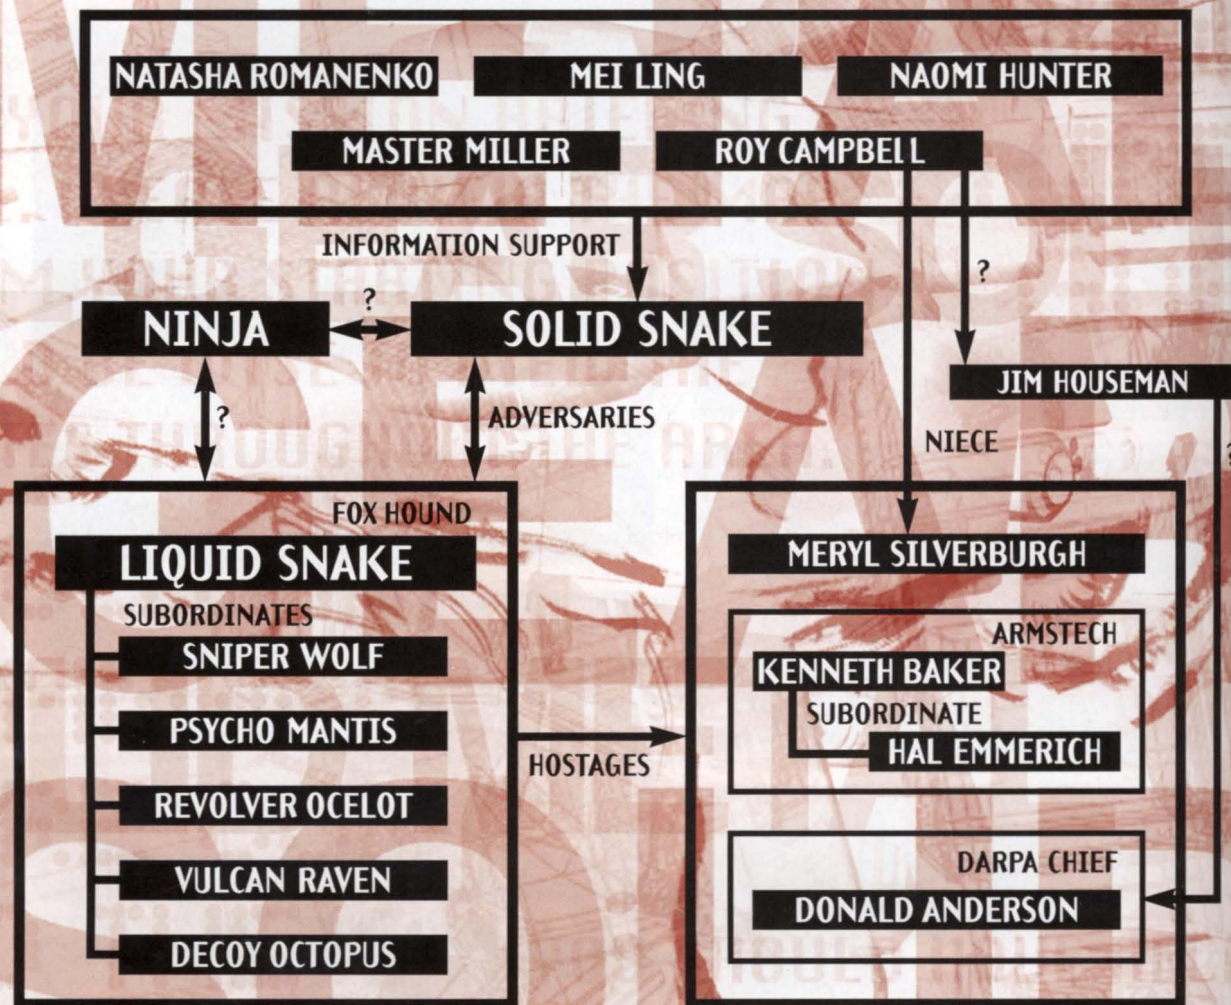 NATASHA ROMANENKO
MEI LING
NAOMI HUNTER
MASTER MILLER
ROY CAMPBELL
INFORMATION SUPPORT
?
?
NINJA
SOLID SNAKE
JIM HOUSEMAN
?
ADVERSARIES
NIECE
?
FOX HOUND
LIQUID SNAKE
SUBORDINATES
SNIPER WOLF
PSYCHO MANTIS
REVOLVER OCELOT
VULCAN RAVEN
DECOY OCTOPUS
HOSTAGES
MERYL SILVERBURGH
ARMSTECH
KENNETH BAKER
SUBORDINATE
HAL EMMERICH
DARPA CHIEF
DONALD ANDERSON